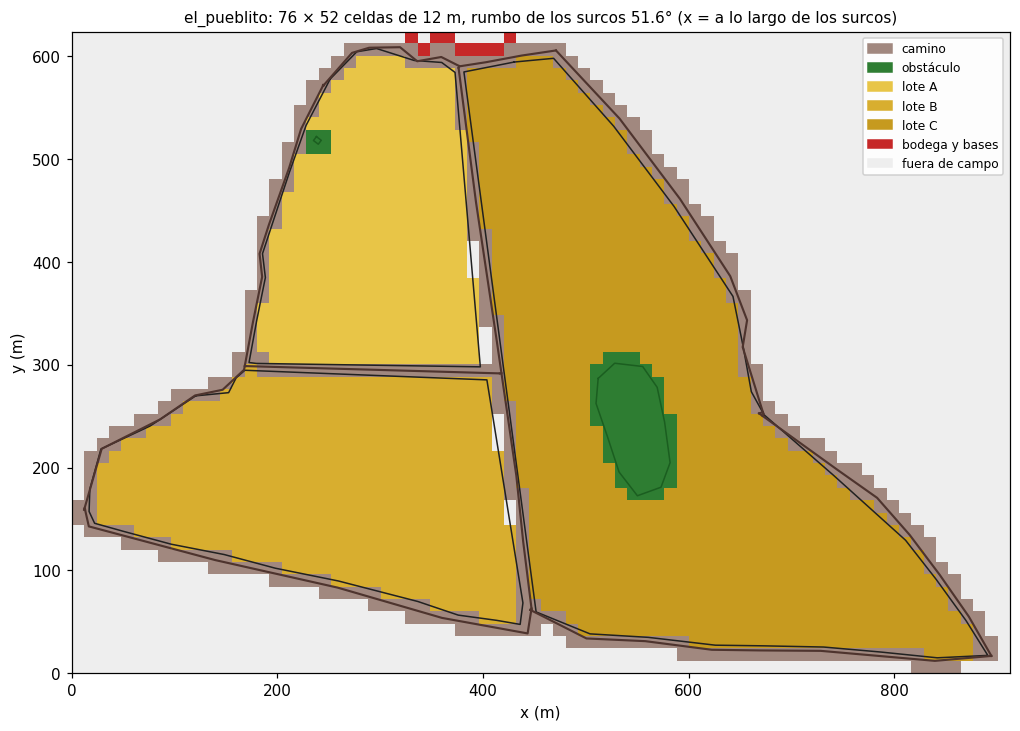 el_pueblito: 76 × 52 celdas de 12 m, rumbo de los surcos 51.6° (x = a lo largo de los surcos)
camino
obstáculo
lote A
lote B
lote C
bodega y bases
fuera de campo
y (m)
600
500
400
300
200
100
0
0 200 400 600 800
x (m)